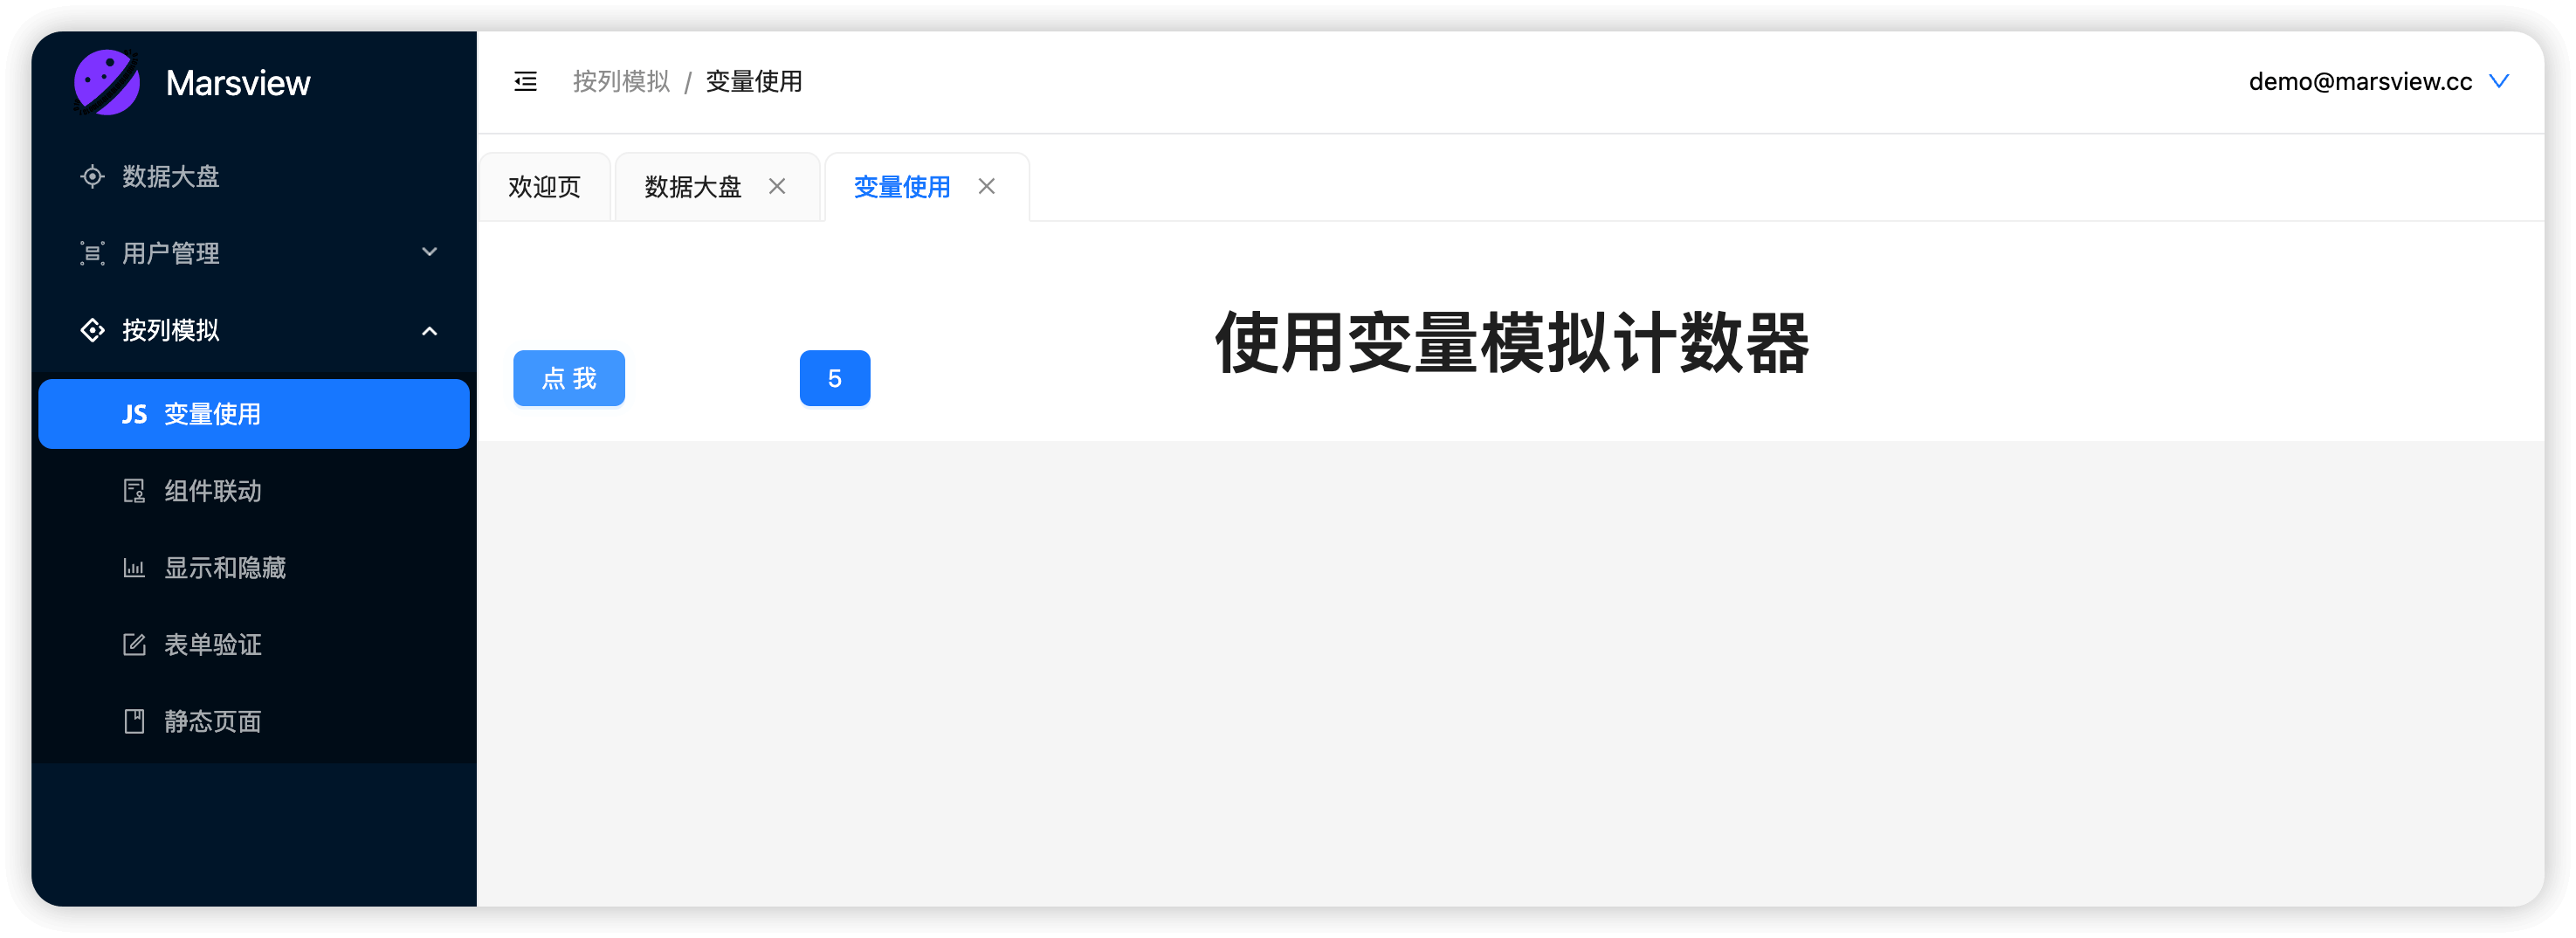 Marsview
数据大盘
用户管理
按列模拟
JS 变量使用
组件联动
显示和隐藏
表单验证
静态页面
按列模拟 / 变量使用
demo@marsview.cc
欢迎页 数据大盘 变量使用
使用变量模拟计数器
点 我 5